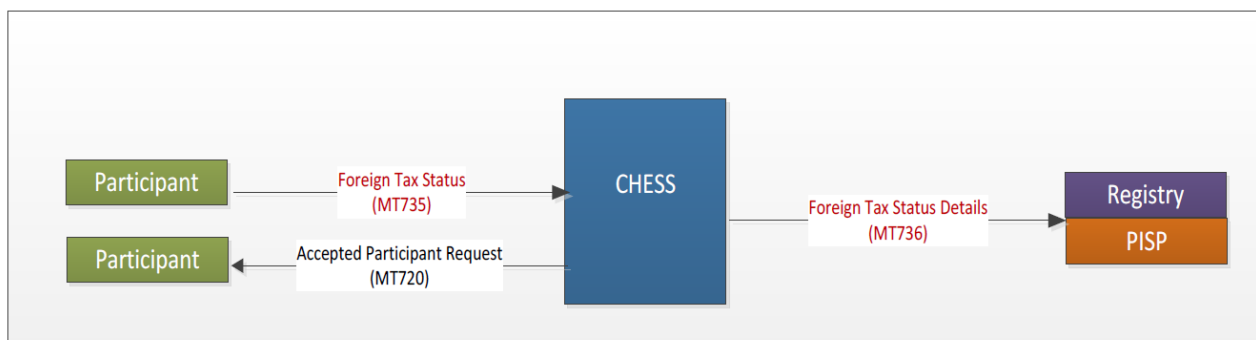 Participant
Foreign Tax Status
(MT735)
CHESS
Foreign Tax Status Details
(MT736)
Registry
PISP
Participant
Accepted Participant Request
(MT720)